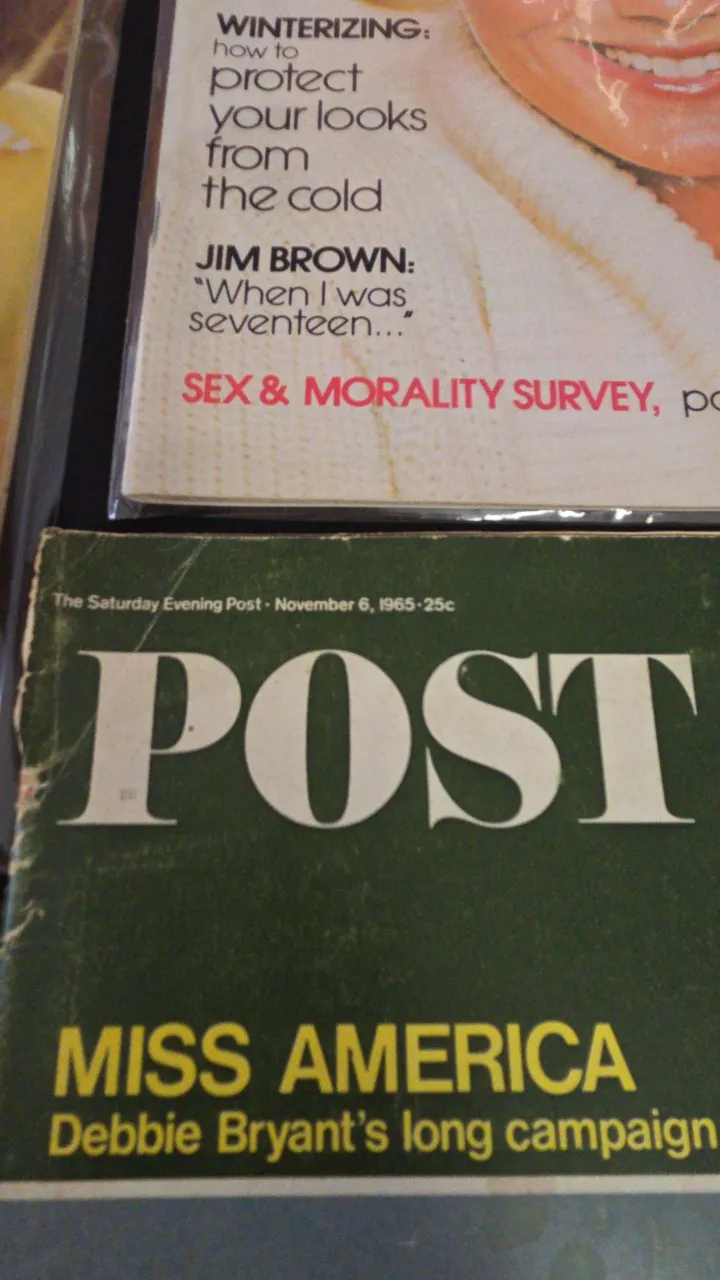 WINTERIZING:
how to
protect
your looks
from
the cold
JIM BROWN:
“When I was
seventeen...”
SEX & MORALITY SURVEY,
The Saturday Evening Post · November 6, 1965 · 25c
POST
MISS AMERICA
Debbie Bryant's long campaign